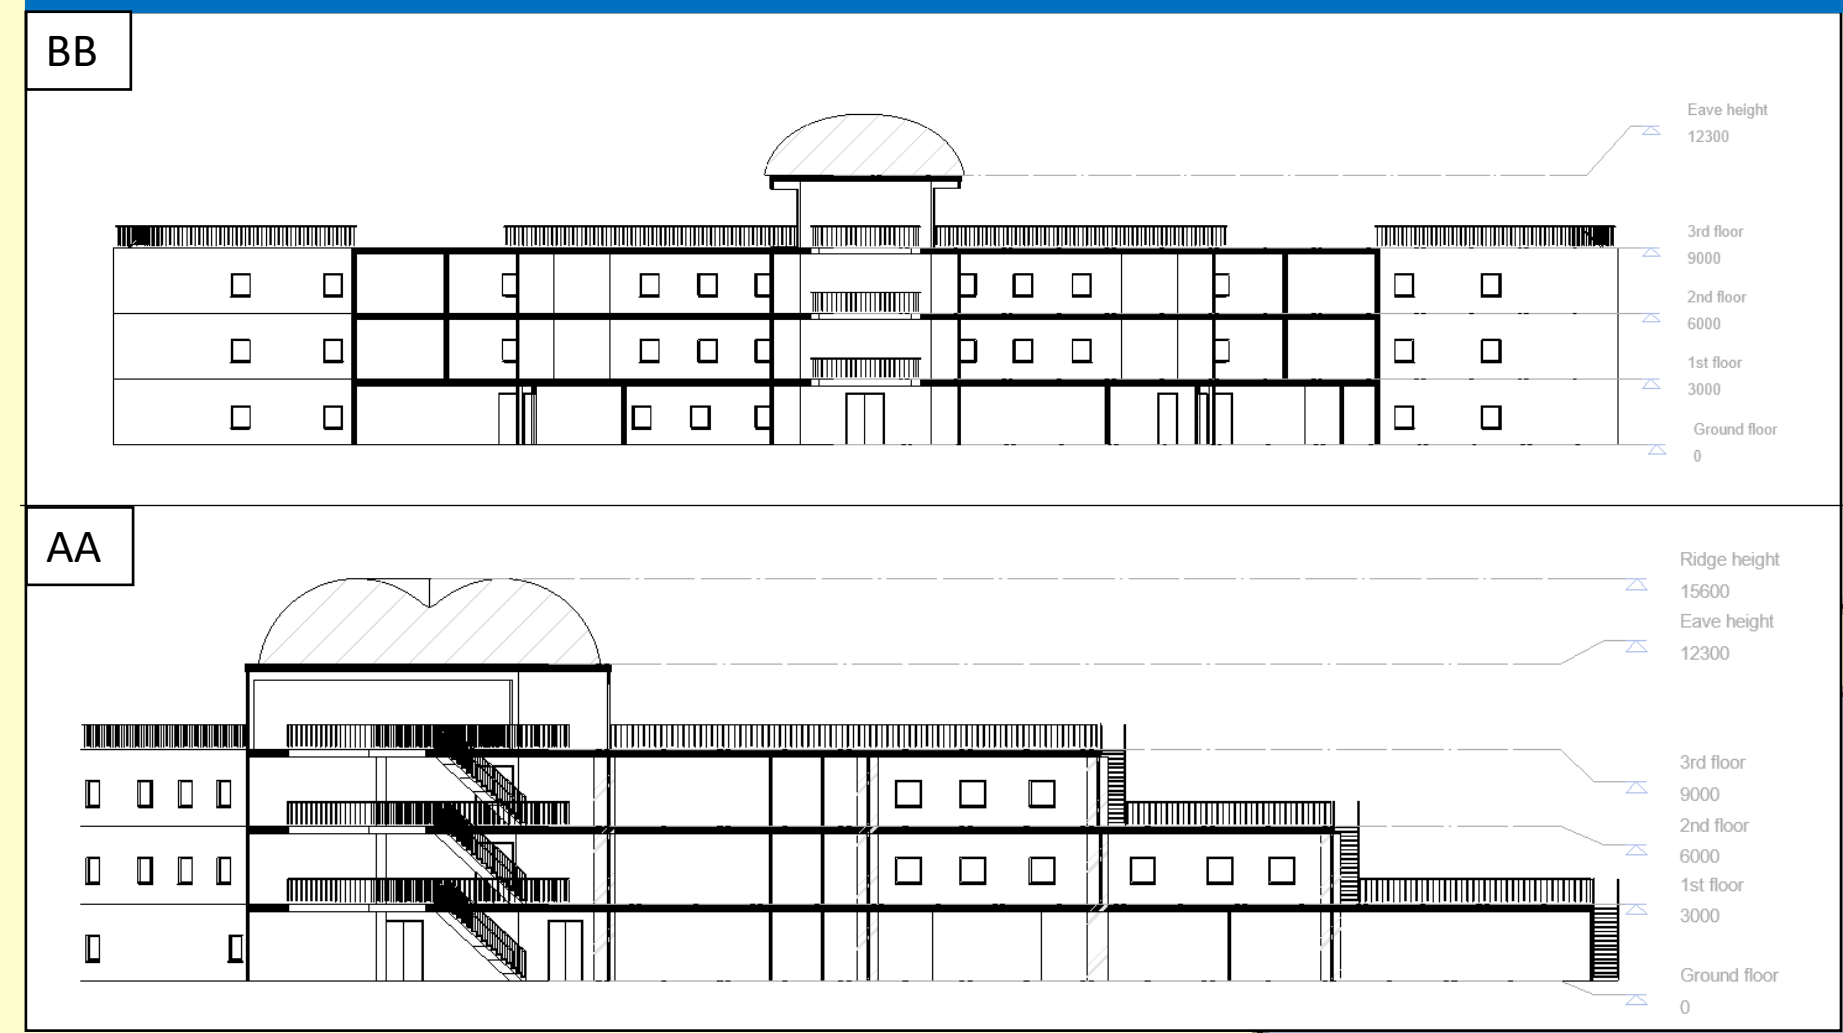 BB
Eave height
12300
3rd floor
9000
2nd floor
6000
1st floor
3000
Ground floor
0
AA
Ridge height
15600
Eave height
12300
3rd floor
9000
2nd floor
6000
1st floor
3000
Ground floor
0